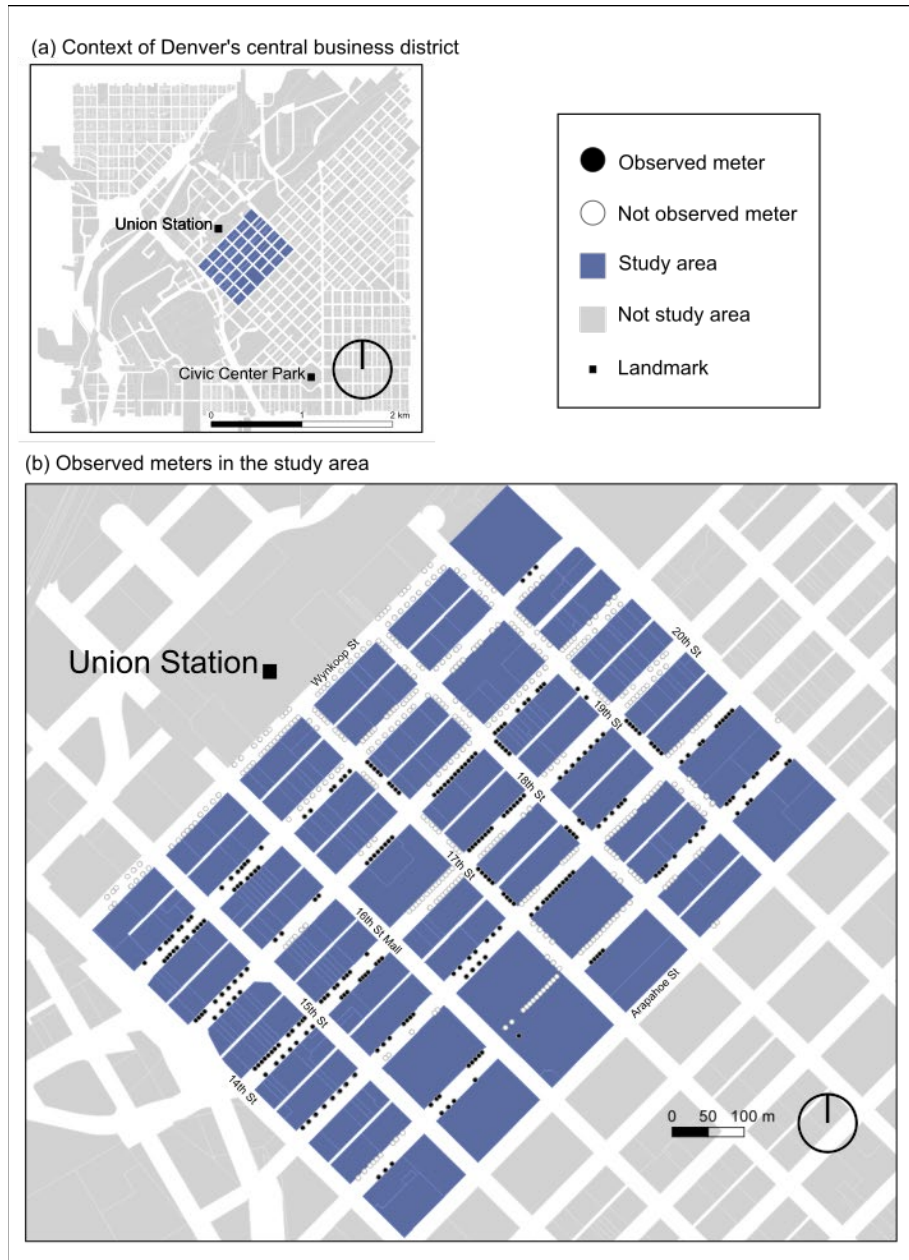 (a) Context of Denver's central business district
Union Station
Civic Center Park
0 1 2 km
Observed meter
Not observed meter
Study area
Not study area
Landmark
(b) Observed meters in the study area
Union Station
Wynkoop St
20th St
19th St
18th St
17th St
16th St Mall
15th St
14th St
Arapahoe St
0 50 100 m